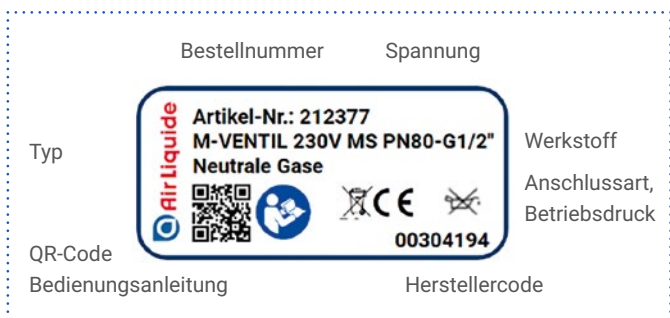 Bestellnummer Spannung
Typ
Air Liquide
Artikel-Nr.: 212377
M-VENTIL 230V MS PN80-G1/2"
Neutrale Gase
CE
00304194
Werkstoff
Anschlussart,
Betriebsdruck
QR-Code
Bedienungsanleitung
Herstellercode